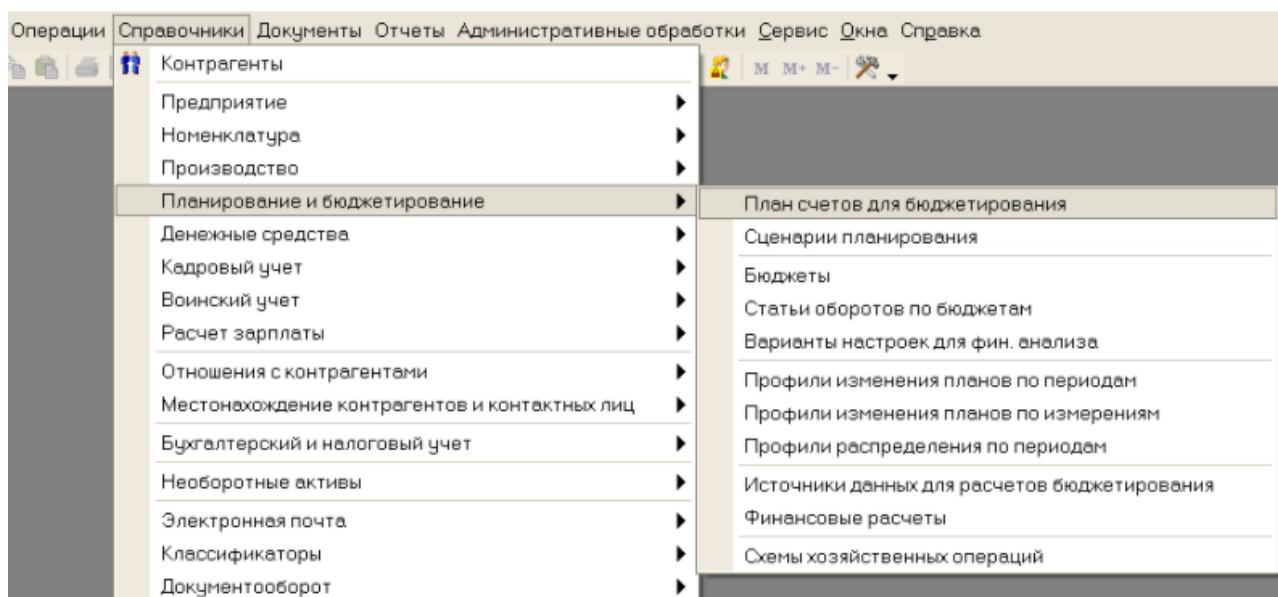 Операции Справочники Документы Отчеты Административные обработки Сервис Окна Справка
M M+ M-
Контрагенты
Предприятие
Номенклатура
Производство
Планирование и бюджетирование
Денежные средства
Кадровый учет
Воинский учет
Расчет зарплаты
Отношения с контрагентами
Местонахождение контрагентов и контактных лиц
Бухгалтерский и налоговый учет
Необоротные активы
Электронная почта
Классификаторы
Документооборот
План счетов для бюджетирования
Сценарии планирования
Бюджеты
Статьи оборотов по бюджетам
Варианты настроек для фин. анализа
Профили изменения планов по периодам
Профили изменения планов по измерениям
Профили распределения по периодам
Источники данных для расчетов бюджетирования
Финансовые расчеты
Схемы хозяйственных операций